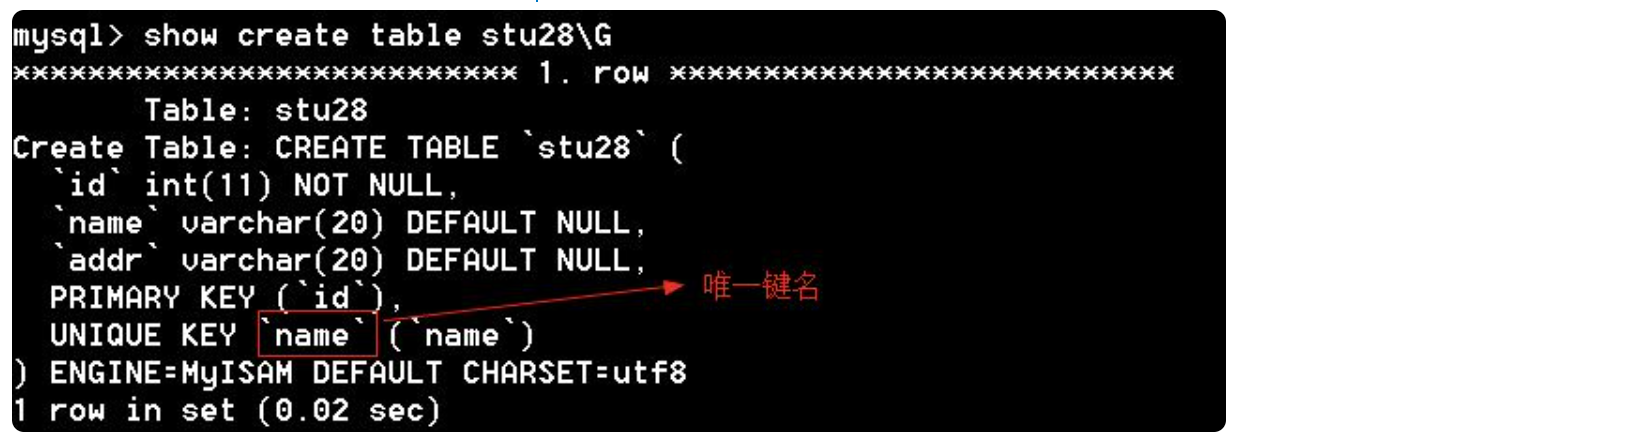 mysql> show create table stu28\G
*************************** 1. row ***************************
Table: stu28
Create Table: CREATE TABLE `stu28` (
`id` int(11) NOT NULL,
`name` varchar(20) DEFAULT NULL,
`addr` varchar(20) DEFAULT NULL,
PRIMARY KEY (`id`),
唯一键名
UNIQUE KEY `name` (`name`)
) ENGINE=MyISAM DEFAULT CHARSET=utf8
1 row in set (0.02 sec)